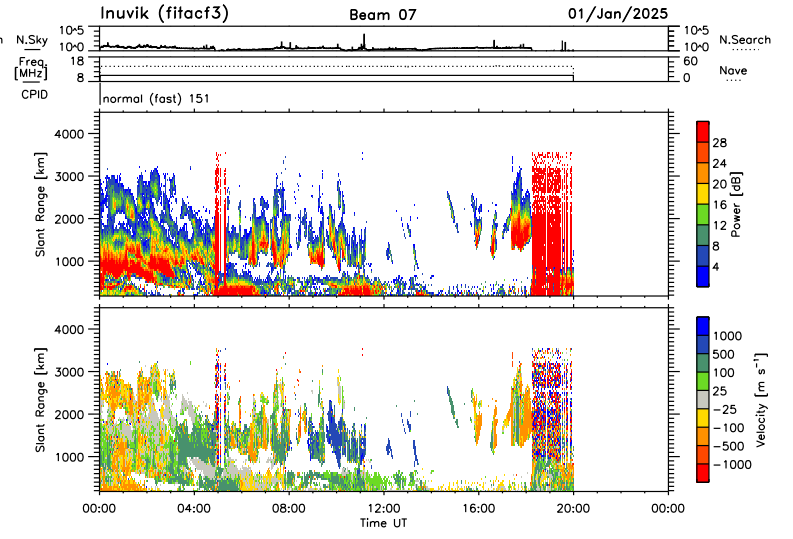 Inuvik (fitacf3) Beam 07 01/Jan/2025
n N.Sky 10^5 10^0 10^5 10^0 N.Search
Freq. [MHz] 18 8 60 0 Nave
CPID normal (fast) 151
Slant Range [km] 4000 3000 2000 1000
28 24 20 16 12 8 4 Power [dB]
Slant Range [km] 4000 3000 2000 1000
1000 500 100 25 -25 -100 -500 -1000 Velocity [m s⁻¹]
00:00 04:00 08:00 12:00 16:00 20:00 00:00
Time UT